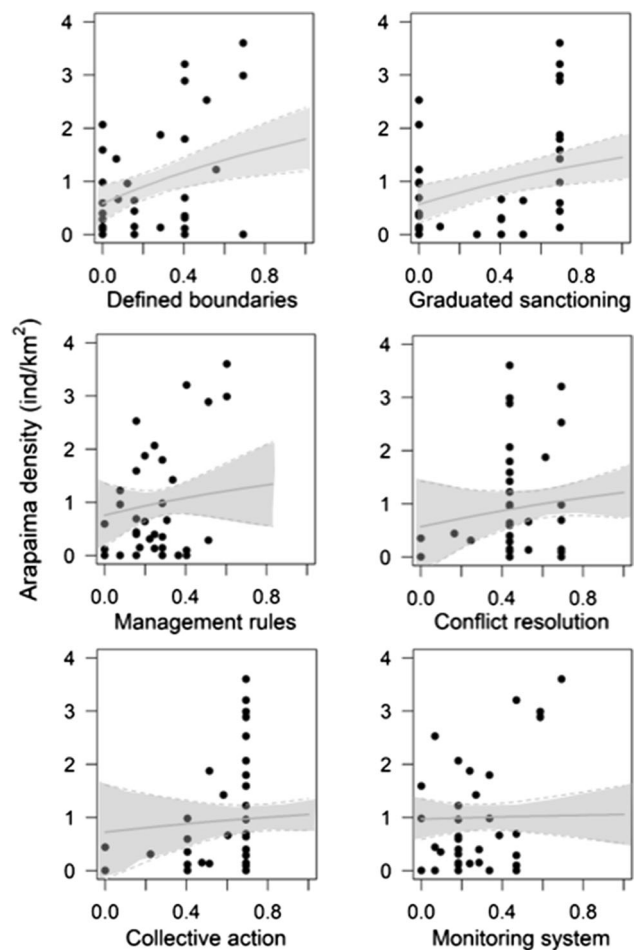 4
3
2
1
0
0.0 0.4 0.8
Defined boundaries
4
3
2
1
0
0.0 0.4 0.8
Graduated sanctioning
Arapaima density (ind/km²)
4
3
2
1
0
0.0 0.4 0.8
Management rules
4
3
2
1
0
0.0 0.4 0.8
Conflict resolution
4
3
2
1
0
0.0 0.4 0.8
Collective action
4
3
2
1
0
0.0 0.4 0.8
Monitoring system